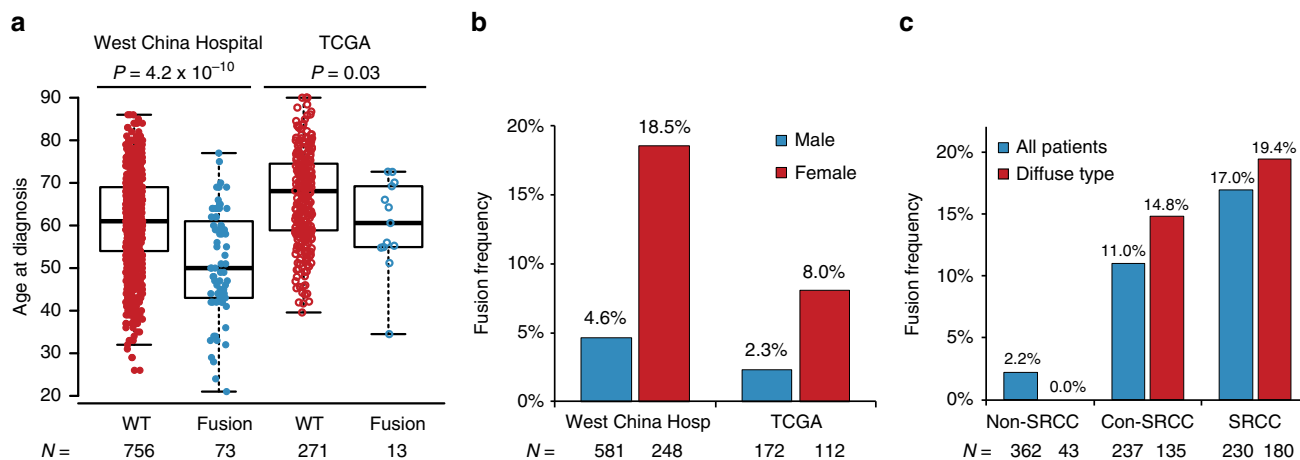 a
West China Hospital TCGA
P = 4.2 x 10⁻¹⁰ P = 0.03
Age at diagnosis
90
80
70
60
50
40
30
20
WT Fusion WT Fusion
N = 756 73 271 13
b
Fusion frequency
20%
15%
10%
5%
0%
Male
Female
4.6% 18.5% 2.3% 8.0%
West China Hosp TCGA
N = 581 248 172 112
c
Fusion frequency
20%
15%
10%
5%
0%
All patients
Diffuse type
2.2% 0.0% 11.0% 14.8% 17.0% 19.4%
Non-SRCC Con-SRCC SRCC
N = 362 43 237 135 230 180